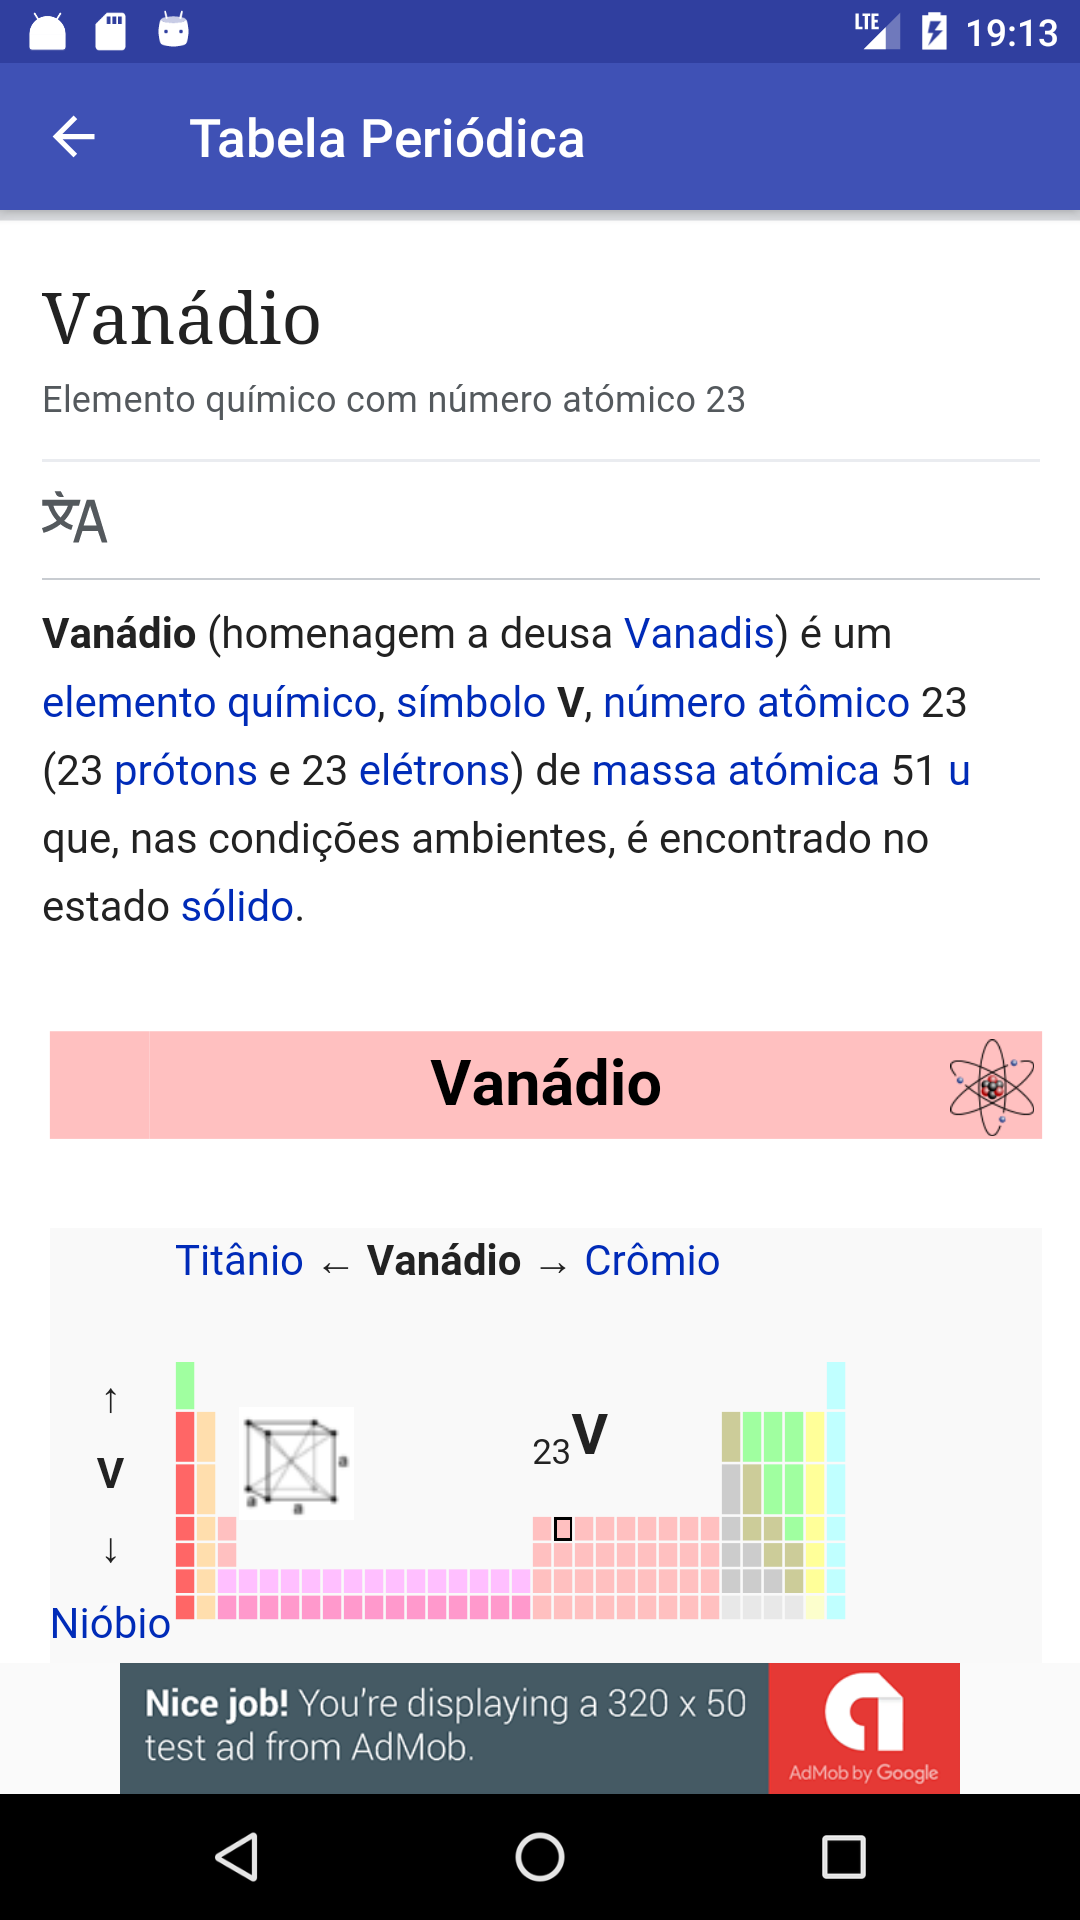 LTE 19:13
Tabela Periódica
Vanádio
Elemento químico com número atómico 23
Vanádio (homenagem a deusa Vanadis) é um
elemento químico, símbolo V, número atômico 23
(23 prótons e 23 elétrons) de massa atómica 51 u
que, nas condições ambientes, é encontrado no
estado sólido.
Vanádio
Titânio ← Vanádio → Crômio
↑
V
↓
Nióbio
a
a
a
23V
Nice job! You're displaying a 320 x 50
test ad from AdMob.
AdMob by Google